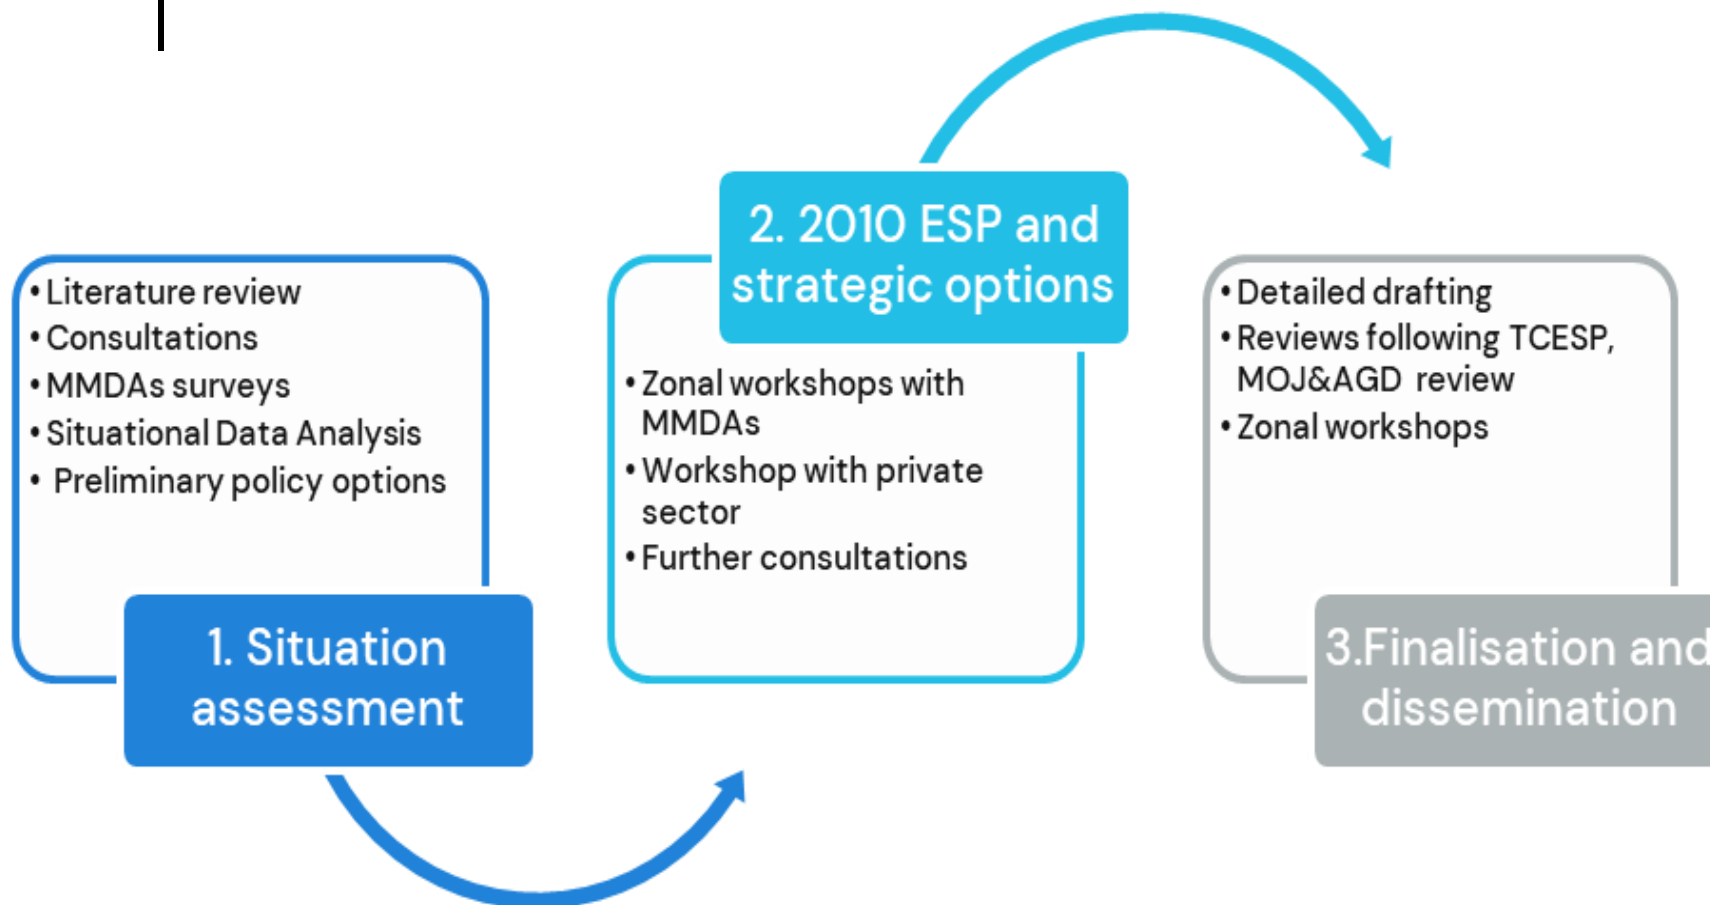 • Literature review
• Consultations
• MMDAs surveys
• Situational Data Analysis
• Preliminary policy options
1. Situation
assessment
2. 2010 ESP and
strategic options
• Zonal workshops with
MMDAs
• Workshop with private
sector
• Further consultations
• Detailed drafting
• Reviews following TCESP,
MOJ&AGD review
• Zonal workshops
3.Finalisation and
dissemination